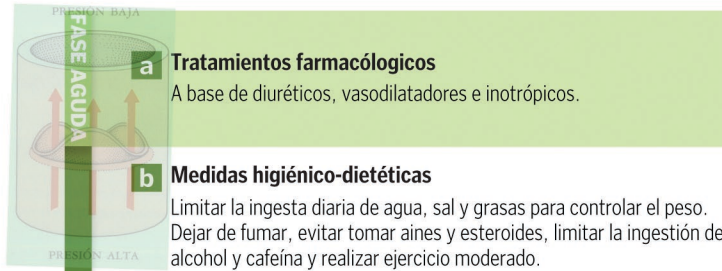 PRESIÓN BAJA
FASE AGUDA
a Tratamientos farmacólogicos
A base de diuréticos, vasodilatadores e inotrópicos.
b Medidas higiénico-dietéticas
Limitar la ingesta diaria de agua, sal y grasas para controlar el peso.
Dejar de fumar, evitar tomar aines y esteroides, limitar la ingestión de
alcohol y cafeína y realizar ejercicio moderado.
PRESIÓN ALTA